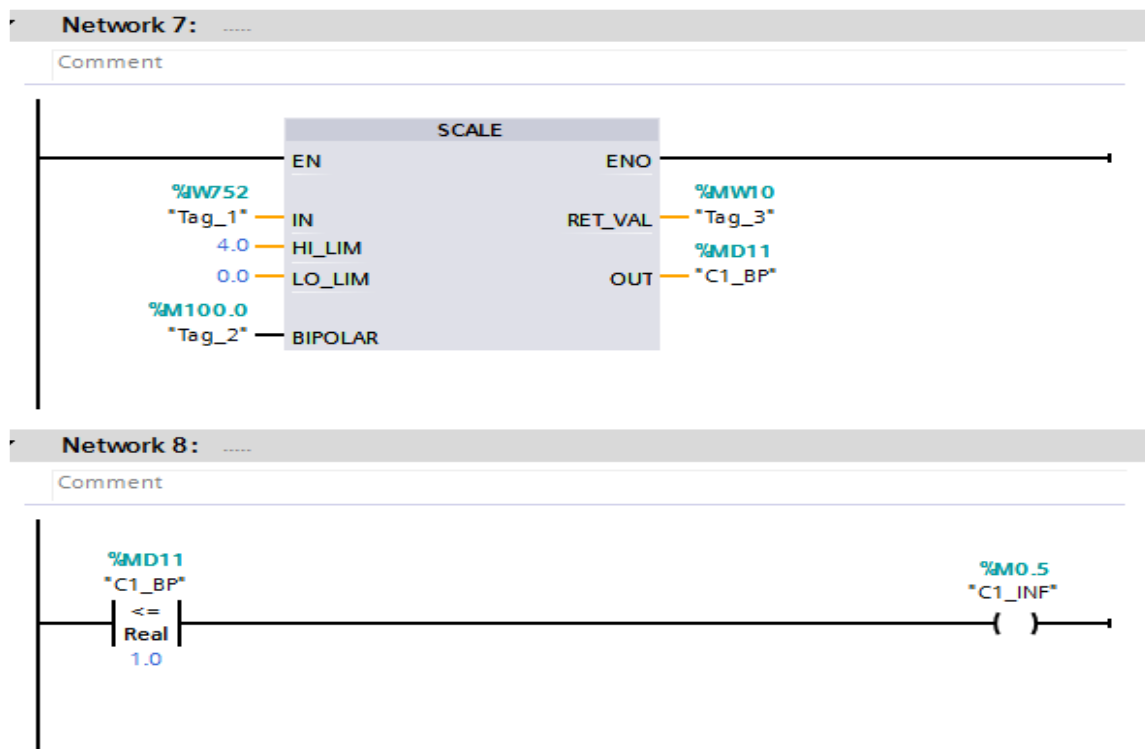 Network 7: .....
Comment
SCALE
EN ENO
%IW752 %MW10
"Tag_1" IN RET_VAL "Tag_3"
4.0 HI_LIM %MD11
0.0 LO_LIM OUT "C1_BP"
%M100.0
"Tag_2" BIPOLAR
Network 8: .....
Comment
%MD11 %M0.5
"C1_BP" "C1_INF"
<=
Real ( )
1.0